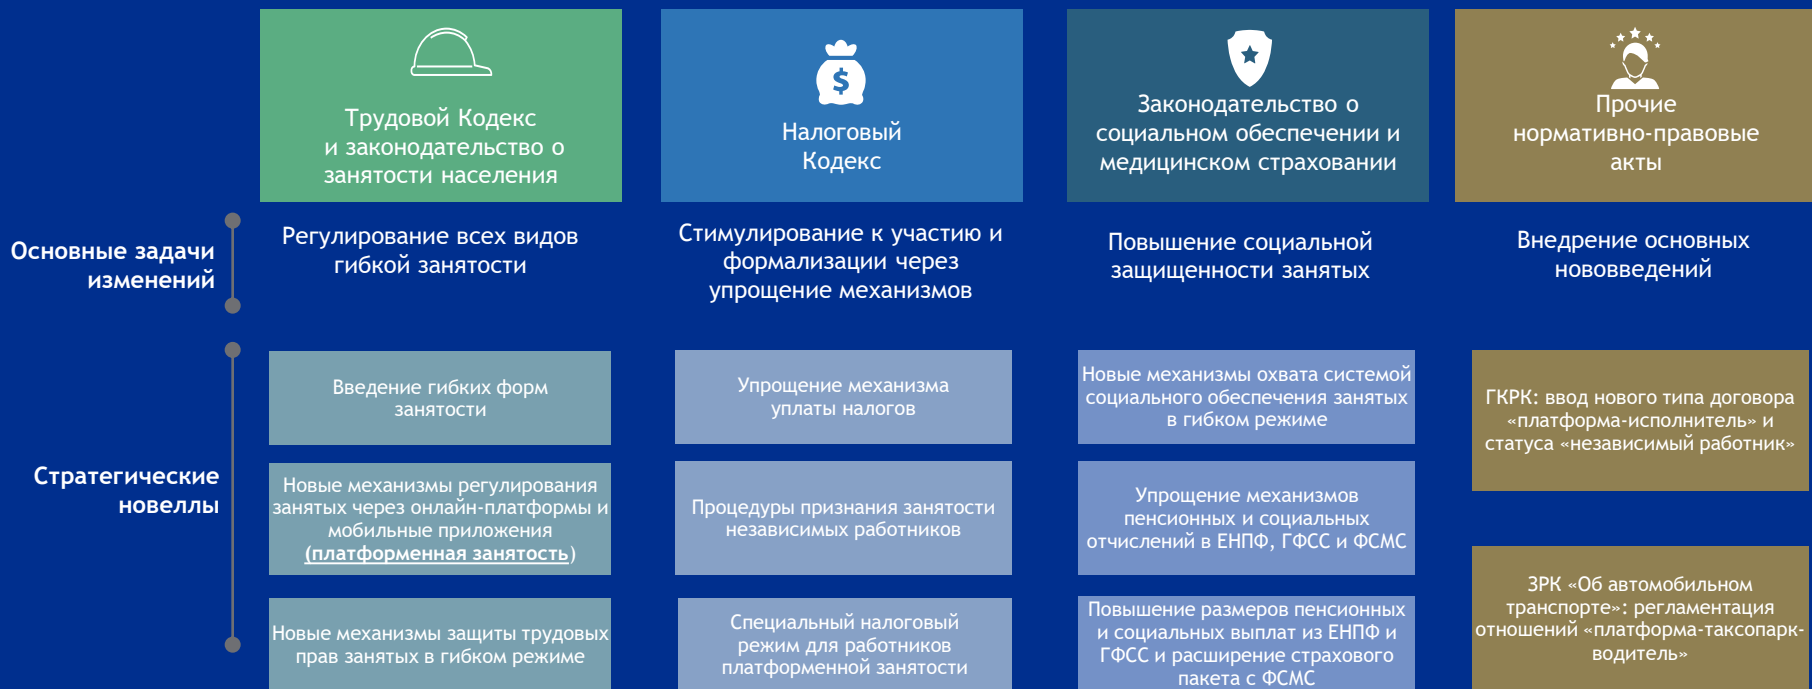 Трудовой Кодекс
и законодательство о
занятости населения
Налоговый
Кодекс
Законодательство о
социальном обеспечении и
медицинском страховании
Прочие
нормативно-правовые
акты
Основные задачи
изменений
Регулирование всех видов
гибкой занятости
Стимулирование к участию и
формализации через
упрощение механизмов
Повышение социальной
защищенности занятых
Внедрение основных
нововведений
Стратегические
новеллы
Введение гибких форм
занятости
Новые механизмы регулирования
занятых через онлайн-платформы и
мобильные приложения
(платформенная занятость)
Новые механизмы защиты трудовых
прав занятых в гибком режиме
Упрощение механизма
уплаты налогов
Процедуры признания занятости
независимых работников
Специальный налоговый
режим для работников
платформенной занятости
Новые механизмы охвата системой
социального обеспечения занятых
в гибком режиме
Упрощение механизмов
пенсионных и социальных
отчислений в ЕНПФ, ГФСС и ФСМС
Повышение размеров пенсионных
и социальных выплат из ЕНПФ и
ГФСС и расширение страхового
пакета с ФСМС
ГКРК: ввод нового типа договора
«платформа-исполнитель» и
статуса «независимый работник»
ЗРК «Об автомобильном
транспорте»: регламентация
отношений «платформа-таксопарк-
водитель»